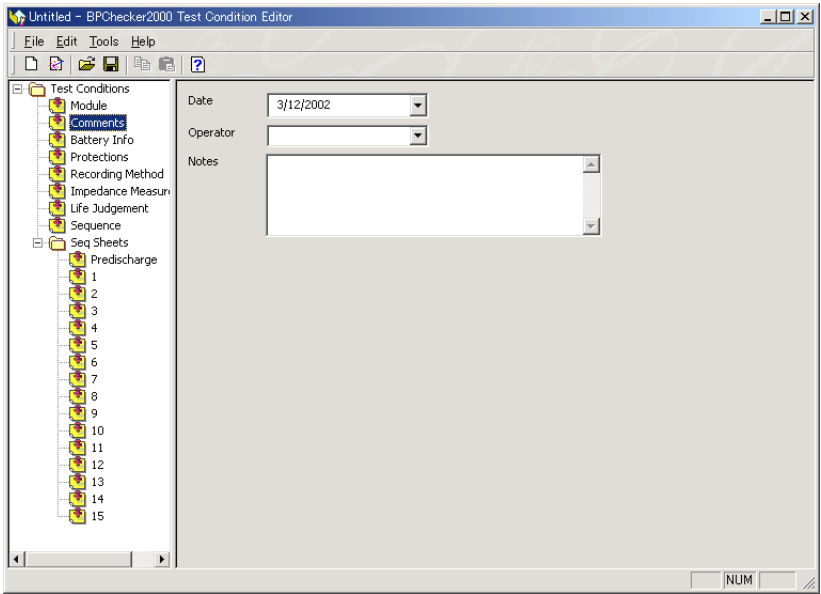 Untitled - BPChecker2000 Test Condition Editor
File Edit Tools Help
Test Conditions
Module
Comments
Battery Info
Protections
Recording Method
Impedance Measur
Life Judgement
Sequence
Seq Sheets
Predischarge
1
2
3
4
5
6
7
8
9
10
11
12
13
14
15
Date
3/12/2002
Operator
Notes
NUM